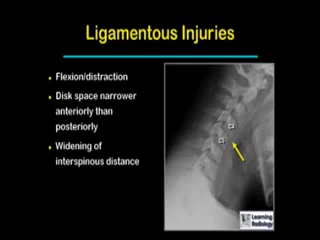 Ligamentous Injuries
Flexion/distraction
Disk space narrower
anteriorly than
posteriorly
Widening of
interspinous distance
C4
C5
Learning
Radiology